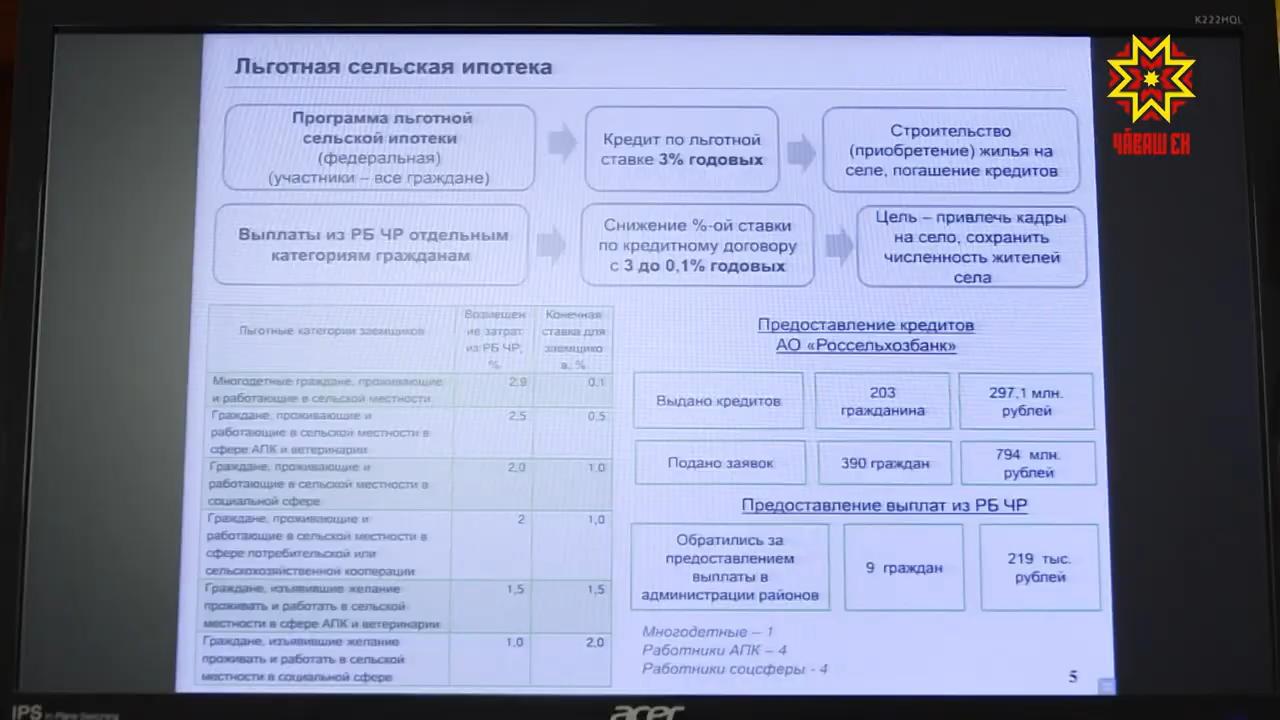 K222HQL
ЧӐВАШ ЕН
Льготная сельская ипотека
Программа льготной
сельской ипотеки
(федеральная)
(участники – все граждане)
Кредит по льготной
ставке 3% годовых
Строительство
(приобретение) жилья на
селе, погашение кредитов
Выплаты из РБ ЧР отдельным
категориям гражданам
Снижение %-ой ставки
по кредитному договору
с 3 до 0,1% годовых
Цель – привлечь кадры
на село, сохранить
численность жителей
села
Льготные категории заемщиков
Возмещен
ие затрат
из РБ ЧР,
%
Конечная
ставка для
заемщико
в, %
Многодетные граждане, проживающие
и работающие в сельской местности
2,9
0,1
Граждане, проживающие и
работающие в сельской местности в
сфере АПК и ветеринарии
2,5
0,5
Граждане, проживающие и
работающие в сельской местности в
социальной сфере
2,0
1,0
Граждане, проживающие и
работающие в сельской местности в
сфере потребительской или
сельскохозяйственной кооперации
2
1,0
Граждане, изъявившие желание
проживать и работать в сельской
местности в сфере АПК и ветеринарии
1,5
1,5
Граждане, изъявившие желание
проживать и работать в сельской
местности в социальной сфере
1,0
2,0
Предоставление кредитов
АО «Россельхозбанк»
Выдано кредитов
203
гражданина
297,1 млн.
рублей
Подано заявок
390 граждан
794 млн.
рублей
Предоставление выплат из РБ ЧР
Обратились за
предоставлением
выплаты в
администрации районов
9 граждан
219 тыс.
рублей
Многодетные – 1
Работники АПК – 4
Работники соцсферы - 4
5
IPS in-Plane Switching
acer